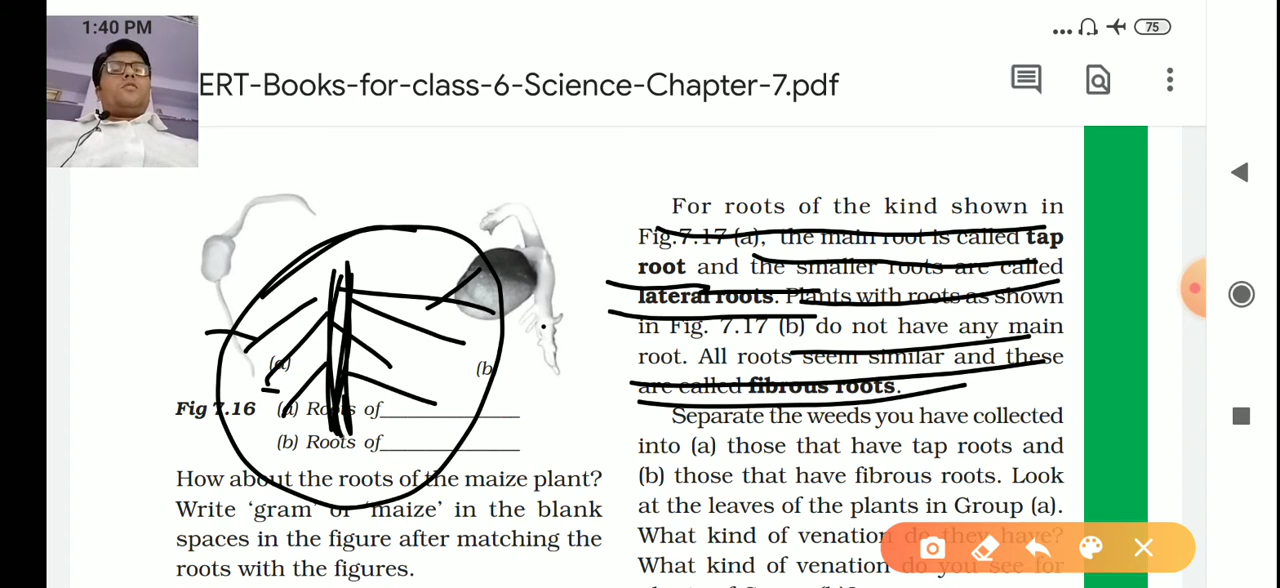 1:40 PM
75
ERT-Books-for-class-6-Science-Chapter-7.pdf
(a)
(b
Fig 7.16 (a) Roots of
(b) Roots of
How about the roots of the maize plant?
Write ‘gram’ or ‘maize’ in the blank
spaces in the figure after matching the
roots with the figures.
For roots of the kind shown in
Fig.7.17 (a), the main root is called tap
root and the smaller roots are called
lateral roots. Plants with roots as shown
in Fig. 7.17 (b) do not have any main
root. All roots seem similar and these
are called fibrous roots.
Separate the weeds you have collected
into (a) those that have tap roots and
(b) those that have fibrous roots. Look
at the leaves of the plants in Group (a).
What kind of venation do they have?
What kind of venation do you see for